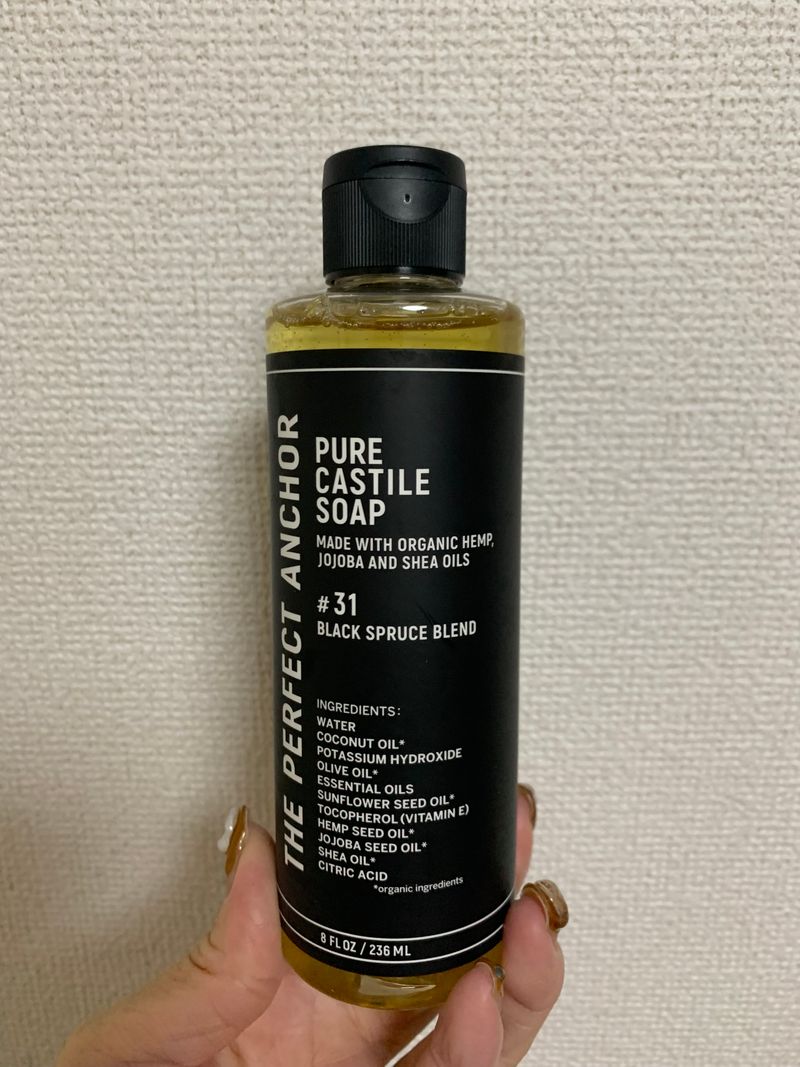 THE PERFECT ANCHOR
PURE
CASTILE
SOAP
MADE WITH ORGANIC HEMP,
JOJOBA AND SHEA OILS
#31
BLACK SPRUCE BLEND
INGREDIENTS:
WATER
COCONUT OIL*
POTASSIUM HYDROXIDE
OLIVE OIL*
ESSENTIAL OILS
SUNFLOWER SEED OIL*
TOCOPHEROL (VITAMIN E)
HEMP SEED OIL*
JOJOBA SEED OIL*
SHEA OIL*
CITRIC ACID
*organic ingredients
8 FL OZ / 236 ML